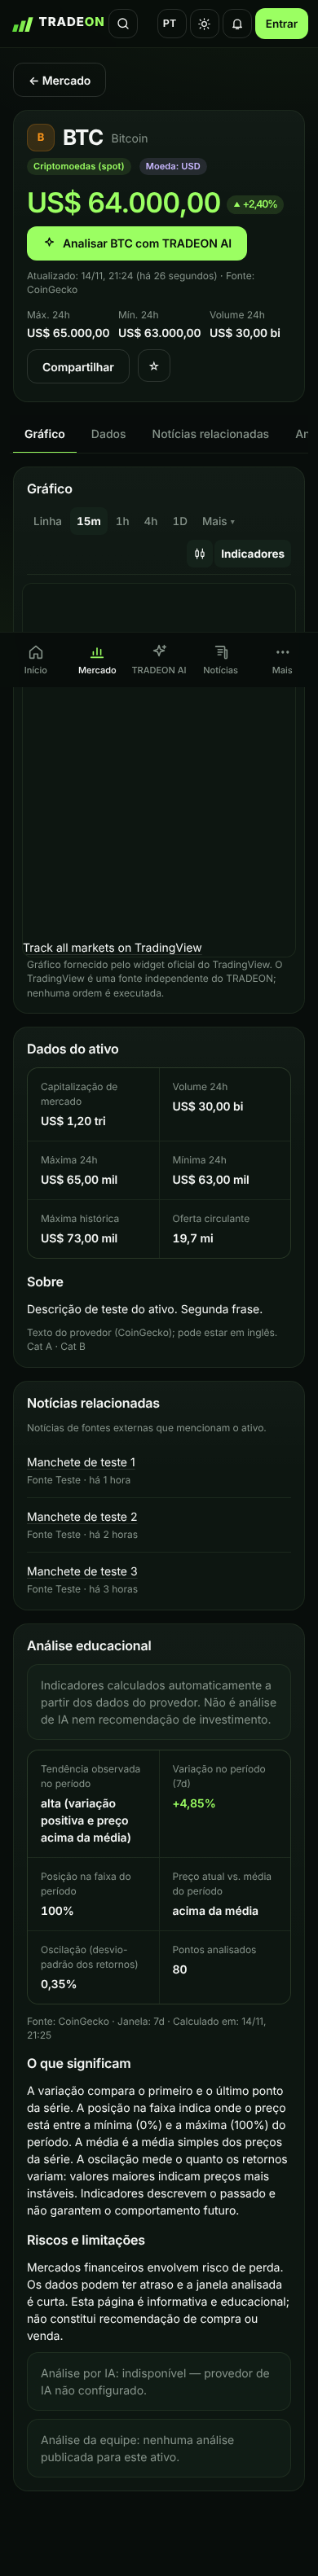 TRADEON
PT
Entrar
← Mercado
B
BTC Bitcoin
Criptomoedas (spot) Moeda: USD
US$ 64.000,00 ▲ +2,40%
Analisar BTC com TRADEON AI
Atualizado: 14/11, 21:24 (há 26 segundos) · Fonte:
CoinGecko
Máx. 24h Mín. 24h Volume 24h
US$ 65.000,00 US$ 63.000,00 US$ 30,00 bi
Compartilhar ☆
Gráfico Dados Notícias relacionadas An
Gráfico
Linha 15m 1h 4h 1D Mais ▾
Indicadores
Início Mercado TRADEON AI Notícias Mais
Track all markets on TradingView
Gráfico fornecido pelo widget oficial do TradingView. O
TradingView é uma fonte independente do TRADEON;
nenhuma ordem é executada.
Dados do ativo
Capitalização de
mercado
US$ 1,20 tri
Volume 24h
US$ 30,00 bi
Máxima 24h
US$ 65,00 mil
Mínima 24h
US$ 63,00 mil
Máxima histórica
US$ 73,00 mil
Oferta circulante
19,7 mi
Sobre
Descrição de teste do ativo. Segunda frase.
Texto do provedor (CoinGecko); pode estar em inglês.
Cat A · Cat B
Notícias relacionadas
Notícias de fontes externas que mencionam o ativo.
Manchete de teste 1
Fonte Teste · há 1 hora
Manchete de teste 2
Fonte Teste · há 2 horas
Manchete de teste 3
Fonte Teste · há 3 horas
Análise educacional
Indicadores calculados automaticamente a
partir dos dados do provedor. Não é análise
de IA nem recomendação de investimento.
Tendência observada
no período
alta (variação
positiva e preço
acima da média)
Variação no período
(7d)
+4,85%
Posição na faixa do
período
100%
Preço atual vs. média
do período
acima da média
Oscilação (desvio-
padrão dos retornos)
0,35%
Pontos analisados
80
Fonte: CoinGecko · Janela: 7d · Calculado em: 14/11,
21:25
O que significam
A variação compara o primeiro e o último ponto
da série. A posição na faixa indica onde o preço
está entre a mínima (0%) e a máxima (100%) do
período. A média é a média simples dos preços
da série. A oscilação mede o quanto os retornos
variam: valores maiores indicam preços mais
instáveis. Indicadores descrevem o passado e
não garantem o comportamento futuro.
Riscos e limitações
Mercados financeiros envolvem risco de perda.
Os dados podem ter atraso e a janela analisada
é curta. Esta página é informativa e educacional;
não constitui recomendação de compra ou
venda.
Análise por IA: indisponível — provedor de
IA não configurado.
Análise da equipe: nenhuma análise
publicada para este ativo.